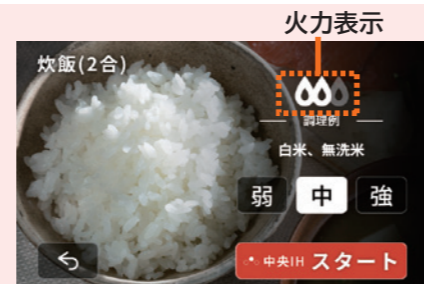 火力表示
炊飯(2合)
調理例
白米、無洗米
弱 中 強
中央IH スタート